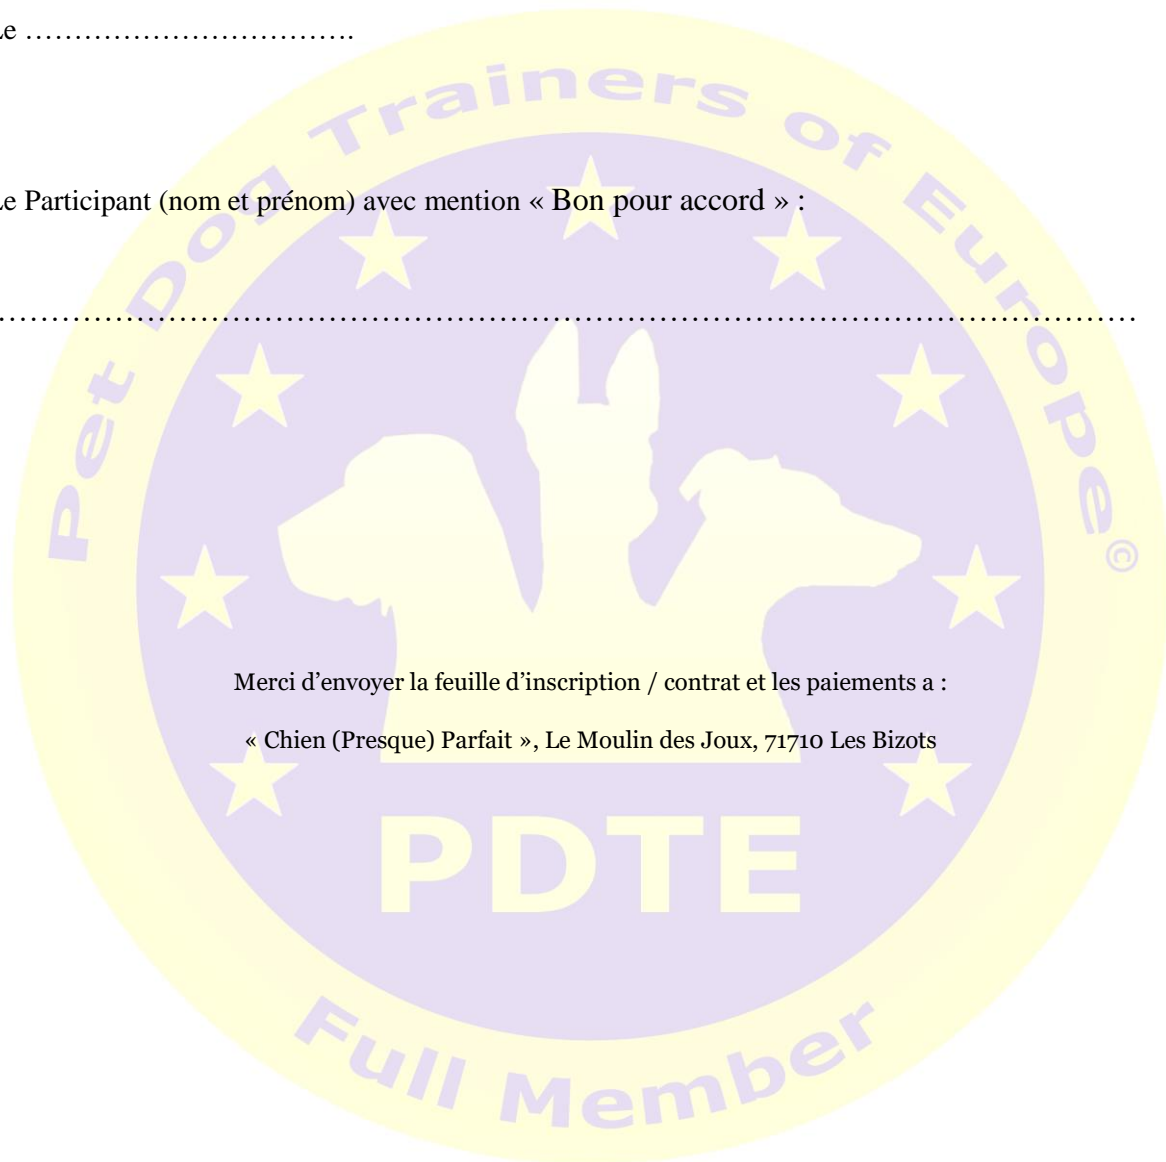 Le …………………………….
Le Participant (nom et prénom) avec mention « Bon pour accord » :
………………………………………………………………………………………………………
Merci d’envoyer la feuille d’inscription / contrat et les paiements a :
« Chien (Presque) Parfait », Le Moulin des Joux, 71710 Les Bizots
Pet Dog Trainers of Europe©
PDTE
Full Member